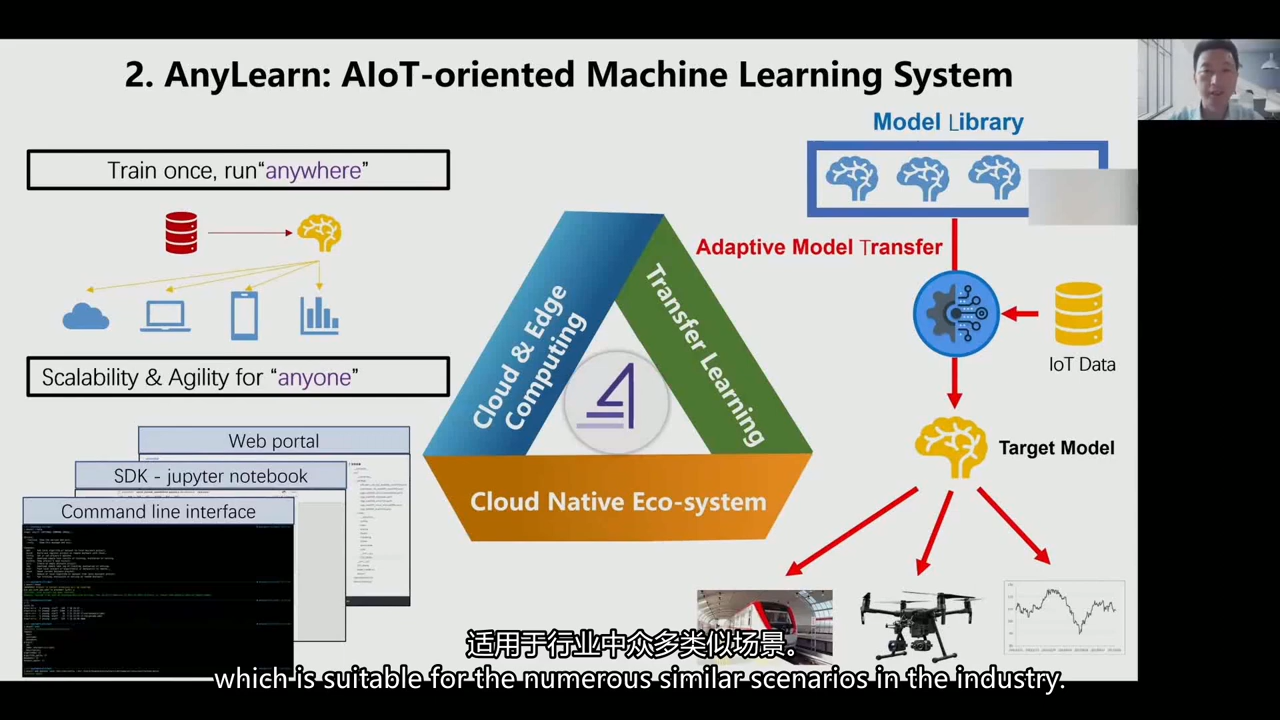 2. AnyLearn: AIoT-oriented Machine Learning System
Train once, run“anywhere”
Scalability & Agility for “anyone”
Web portal
SDK - jupyter notebook
Command line interface
Cloud & Edge
Computing
Transfer Learning
Cloud Native Eco-system
Model Library
Adaptive Model Transfer
IoT Data
Target Model
适用于行业中众多类似场景。
which is suitable for the numerous similar scenarios in the industry.